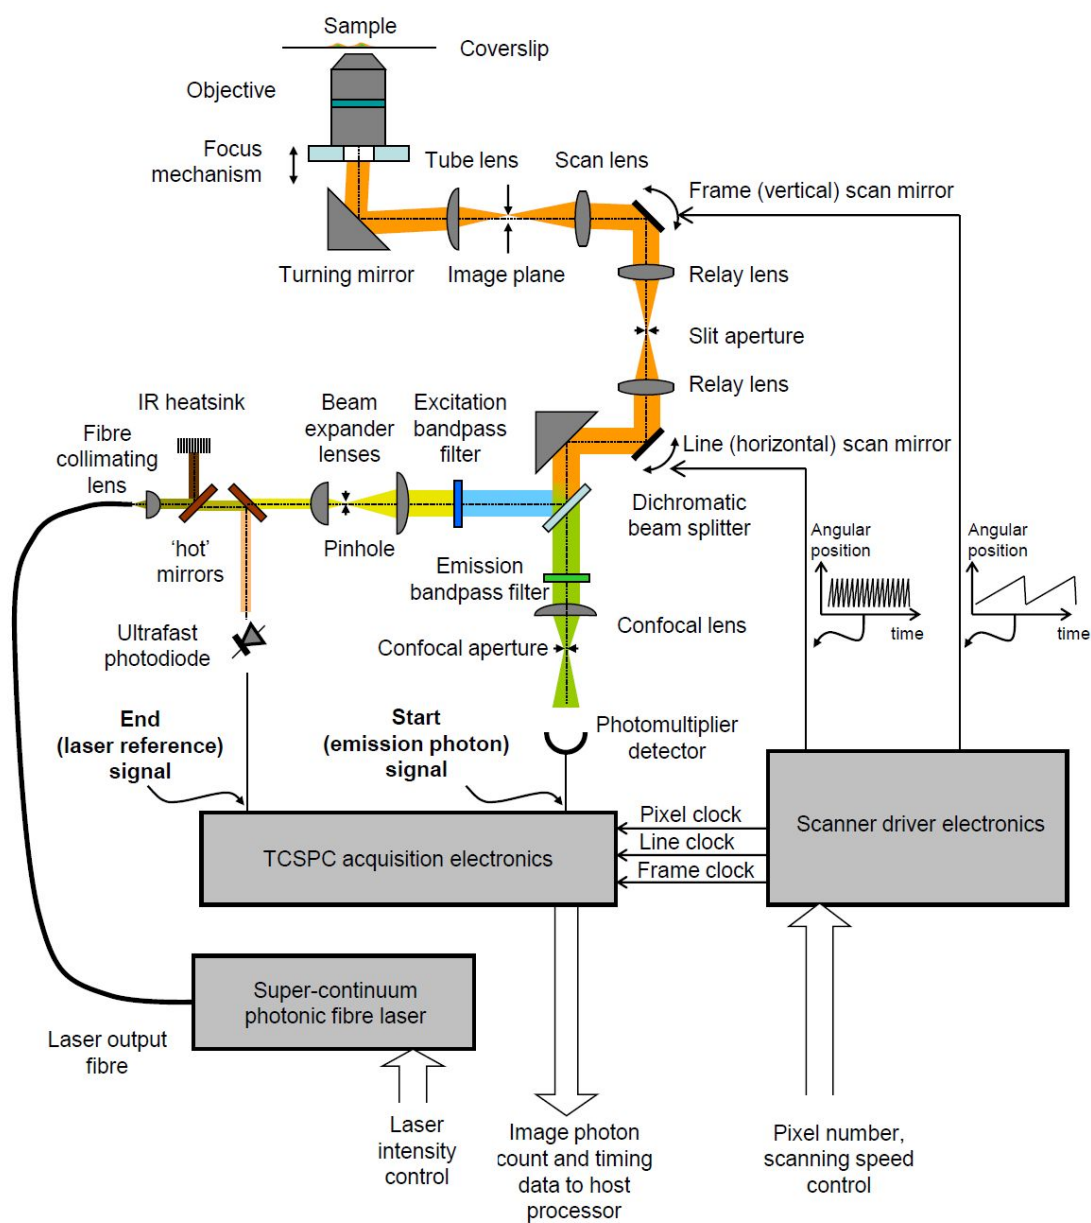 Sample
Coverslip
Objective
Focus
mechanism
Tube lens
Scan lens
Frame (vertical) scan mirror
Turning mirror
Image plane
Relay lens
Slit aperture
Relay lens
IR heatsink
Fibre
collimating
lens
Beam
expander
lenses
Excitation
bandpass
filter
Line (horizontal) scan mirror
Dichromatic
beam splitter
'hot'
mirrors
Pinhole
Emission
bandpass filter
Angular
position
time
Angular
position
time
Ultrafast
photodiode
Confocal lens
Confocal aperture
End
(laser reference)
signal
Start
(emission photon)
signal
Photomultiplier
detector
TCSPC acquisition electronics
Pixel clock
Line clock
Frame clock
Scanner driver electronics
Super-continuum
photonic fibre laser
Laser output
fibre
Laser
intensity
control
Image photon
count and timing
data to host
processor
Pixel number,
scanning speed
control